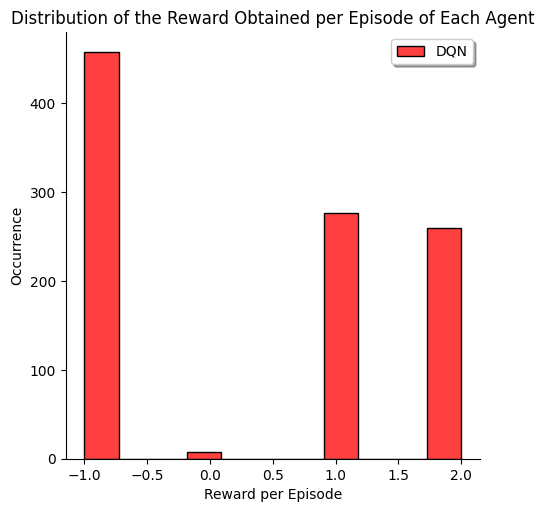 Distribution of the Reward Obtained per Episode of Each Agent
DQN
400
300
200
100
0
Occurrence
−1.0 −0.5 0.0 0.5 1.0 1.5 2.0
Reward per Episode